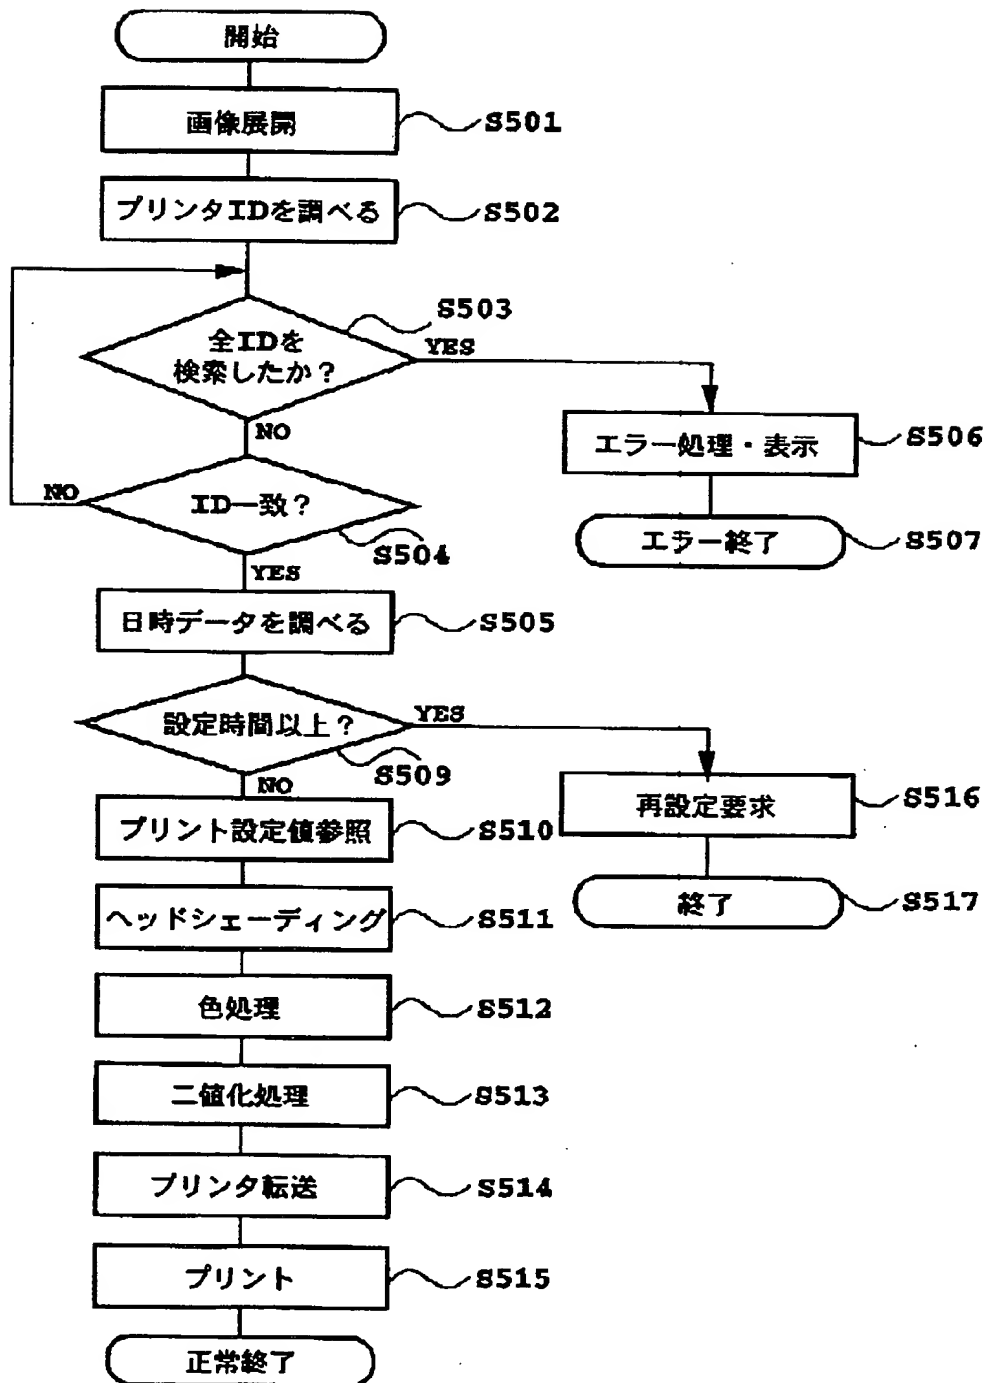 開始
画像展開
S501
プリンタIDを調べる
S502
S503
全IDを
検索したか?
YES
NO
エラー処理・表示
S506
ID一致?
NO
S504
YES
エラー終了
S507
日時データを調べる
S505
設定時間以上?
YES
S509
NO
再設定要求
S516
プリント設定値参照
S510
終了
S517
ヘッドシェーディング
S511
色処理
S512
二値化処理
S513
プリンタ転送
S514
プリント
S515
正常終了